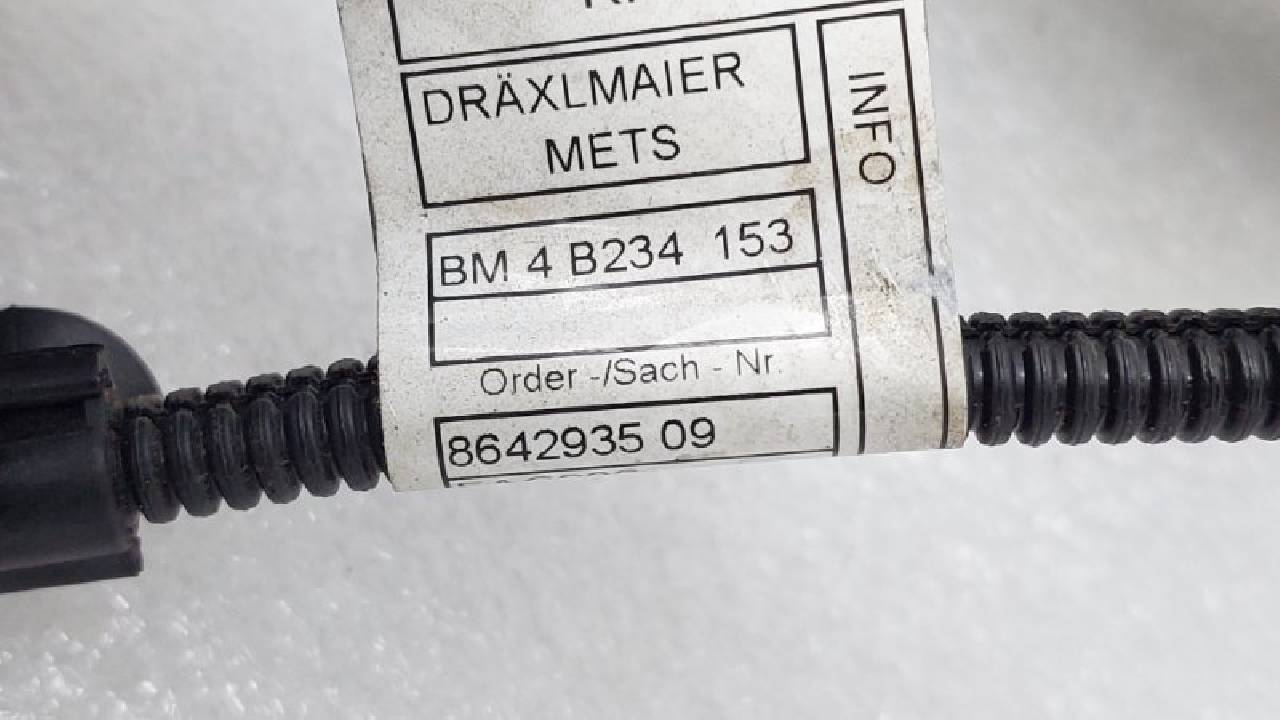 DRÄXLMAIER
METS
INFO
BM 4 B234 153
Order -/Sach - Nr.
8642935 09